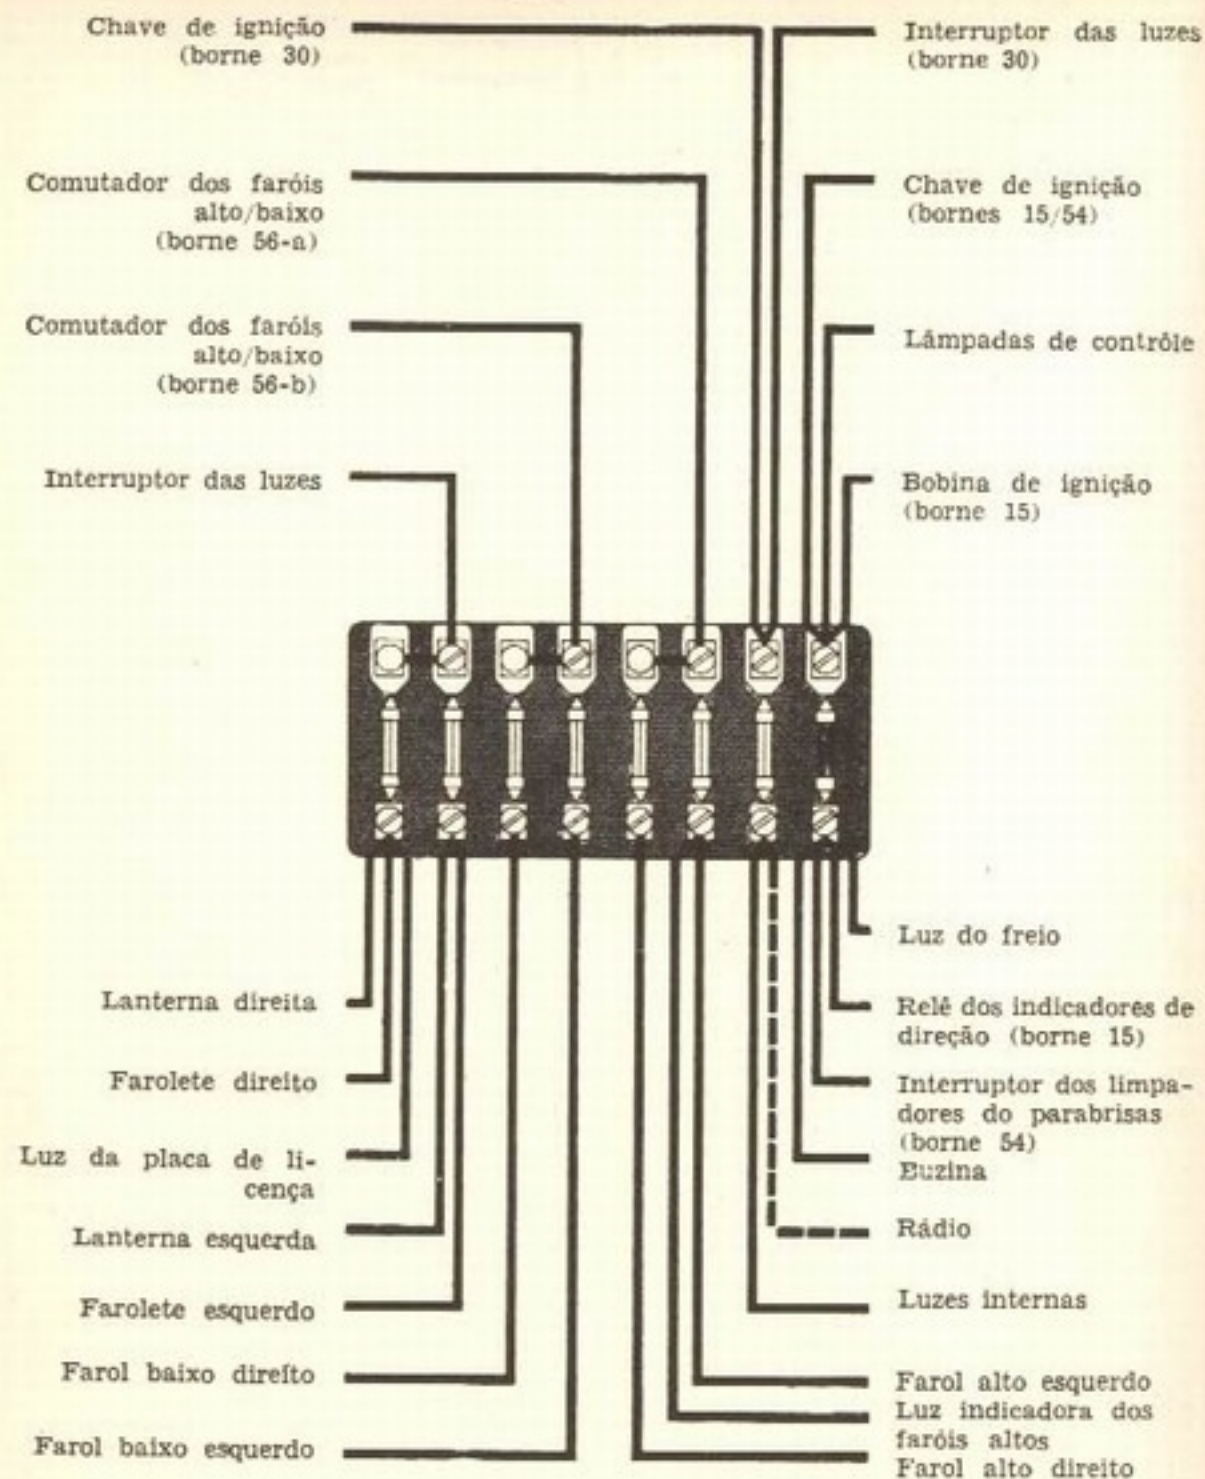 Chave de ignição
(borne 30)
Comutador dos faróis
alto/baixo
(borne 56-a)
Comutador dos faróis
alto/baixo
(borne 56-b)
Interruptor das luzes
Interruptor das luzes
(borne 30)
Chave de ignição
(bornes 15/54)
Lâmpadas de contrôle
Bobina de ignição
(borne 15)
Lanterna direita
Farolete direito
Luz da placa de li-
cença
Lanterna esquerda
Farolete esquerdo
Farol baixo direito
Farol baixo esquerdo
Luz do freio
Relê dos indicadores de
direção (borne 15)
Interruptor dos limpa-
dores do parabrisas
(borne 54)
Buzina
Rádio
Luzes internas
Farol alto esquerdo
Luz indicadora dos
faróis altos
Farol alto direito